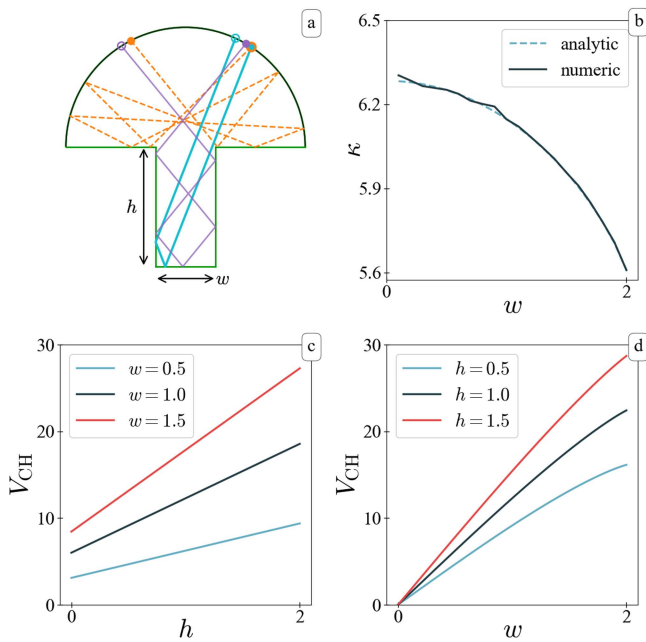 a
h
w
b
6.5
6.2
5.9
5.6
κ
analytic
numeric
0
2
w
c
30
20
10
0
V_CH
w = 0.5
w = 1.0
w = 1.5
0
2
h
d
30
20
10
0
V_CH
h = 0.5
h = 1.0
h = 1.5
0
2
w